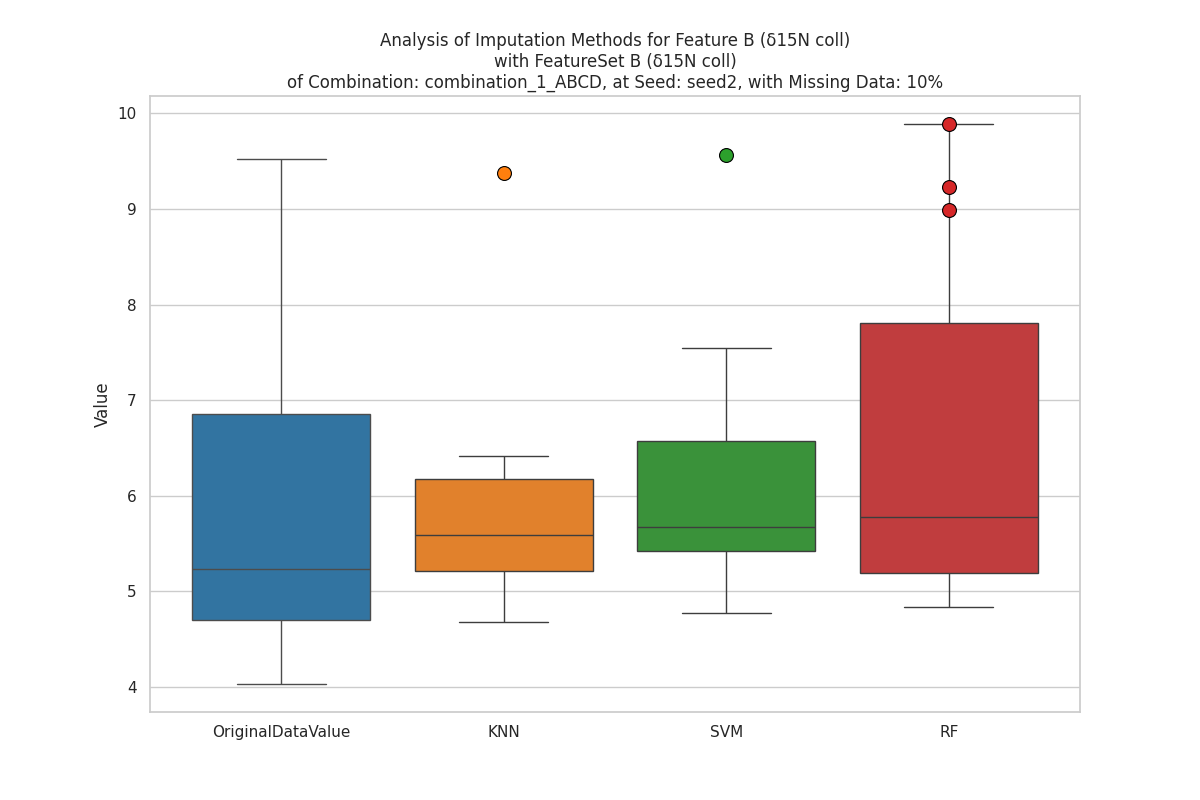 Analysis of Imputation Methods for Feature B (δ15N coll)
with FeatureSet B (δ15N coll)
of Combination: combination_1_ABCD, at Seed: seed2, with Missing Data: 10%
10
9
8
7
6
5
4
Value
OriginalDataValue
KNN
SVM
RF